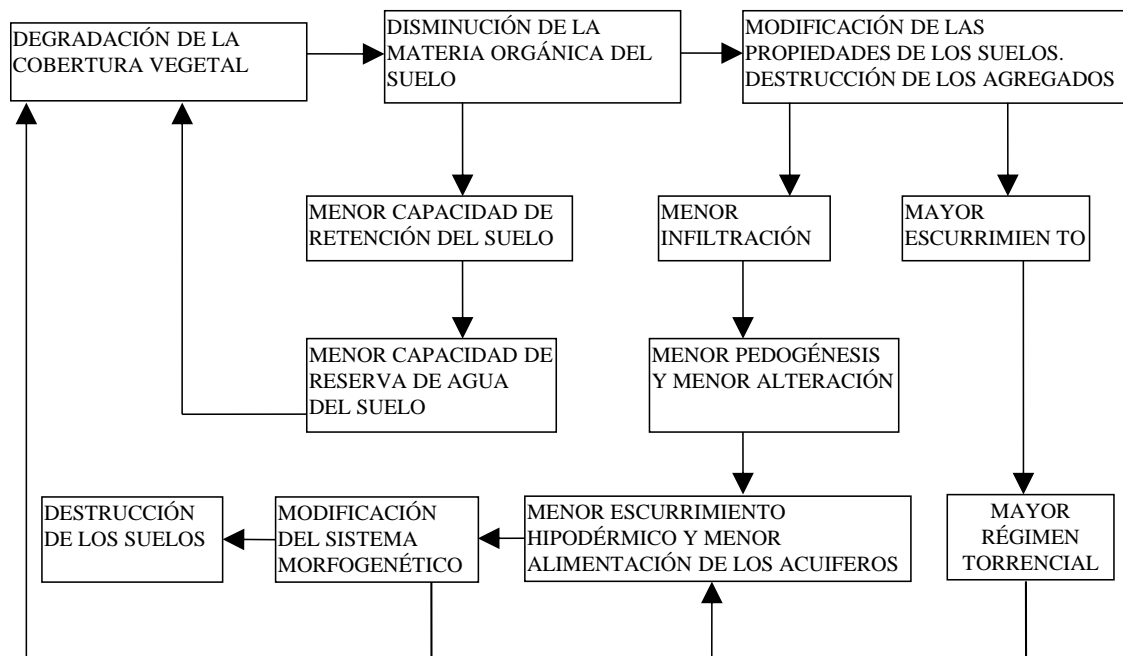 DEGRADACIÓN DE LA
COBERTURA VEGETAL
DISMINUCIÓN DE LA
MATERIA ORGÁNICA DEL
SUELO
MODIFICACIÓN DE LAS
PROPIEDADES DE LOS SUELOS.
DESTRUCCIÓN DE LOS AGREGADOS
MENOR CAPACIDAD DE
RETENCIÓN DEL SUELO
MENOR
INFILTRACIÓN
MAYOR
ESCURRIMIEN TO
MENOR CAPACIDAD DE
RESERVA DE AGUA
DEL SUELO
MENOR PEDOGÉNESIS
Y MENOR ALTERACIÓN
DESTRUCCIÓN
DE LOS SUELOS
MODIFICACIÓN
DEL SISTEMA
MORFOGENÉTICO
MENOR ESCURRIMIENTO
HIPODÉRMICO Y MENOR
ALIMENTACIÓN DE LOS ACUIFEROS
MAYOR
RÉGIMEN
TORRENCIAL